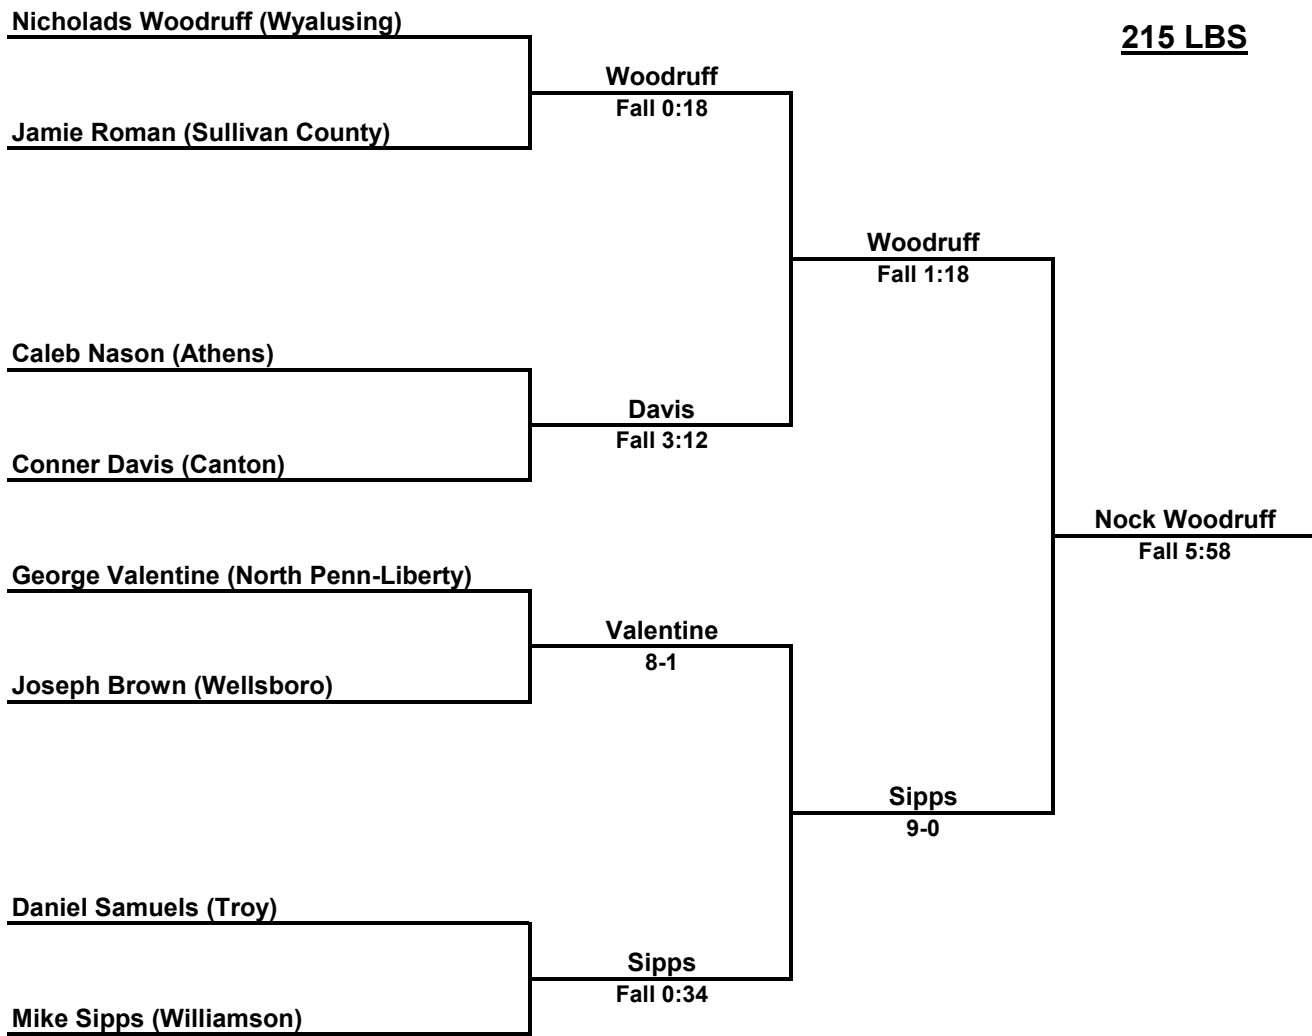 Nicholads Woodruff (Wyalusing)
215 LBS
Woodruff
Fall 0:18
Jamie Roman (Sullivan County)
Woodruff
Fall 1:18
Caleb Nason (Athens)
Davis
Fall 3:12
Conner Davis (Canton)
Nock Woodruff
Fall 5:58
George Valentine (North Penn-Liberty)
Valentine
8-1
Joseph Brown (Wellsboro)
Sipps
9-0
Daniel Samuels (Troy)
Sipps
Fall 0:34
Mike Sipps (Williamson)